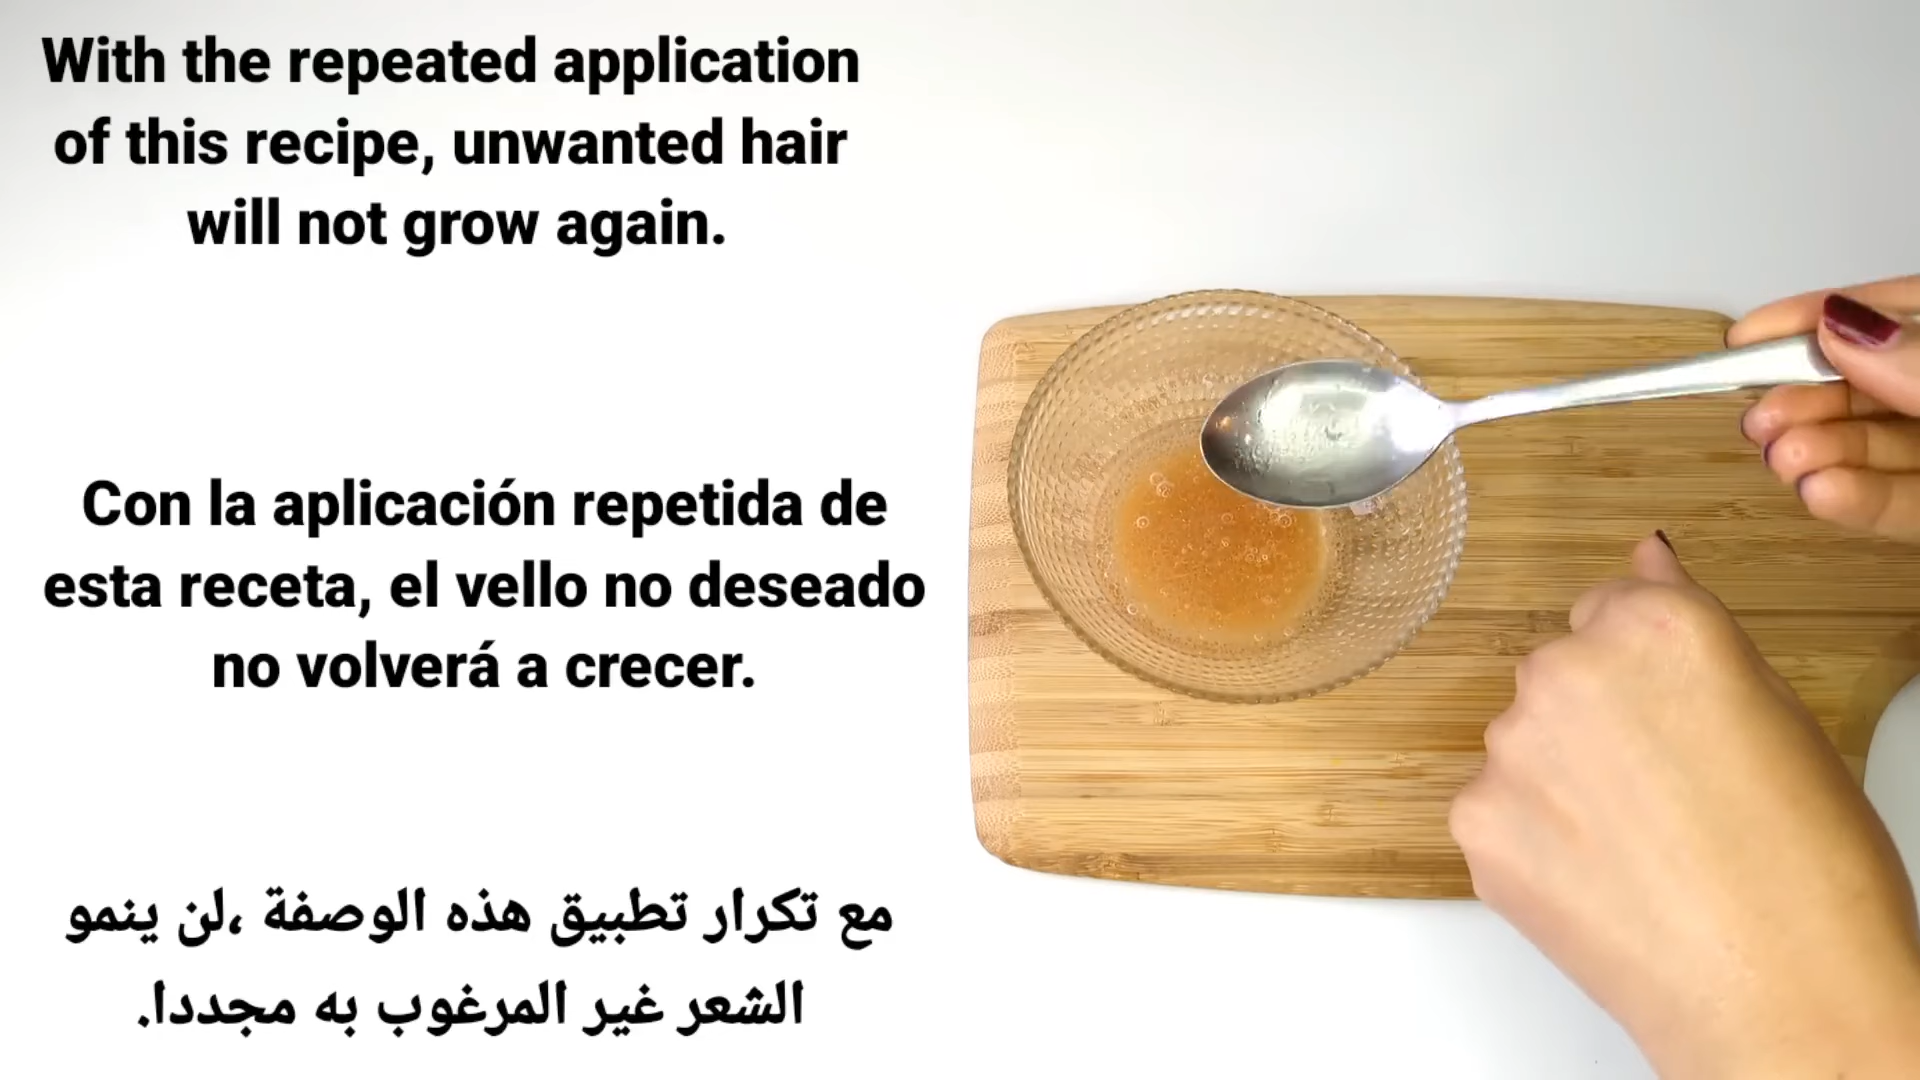 With the repeated application
of this recipe, unwanted hair
will not grow again.
Con la aplicación repetida de
esta receta, el vello no deseado
no volverá a crecer.
مع تكرار تطبيق هذه الوصفة ،لن ينمو
الشعر غير المرغوب به مجددا.